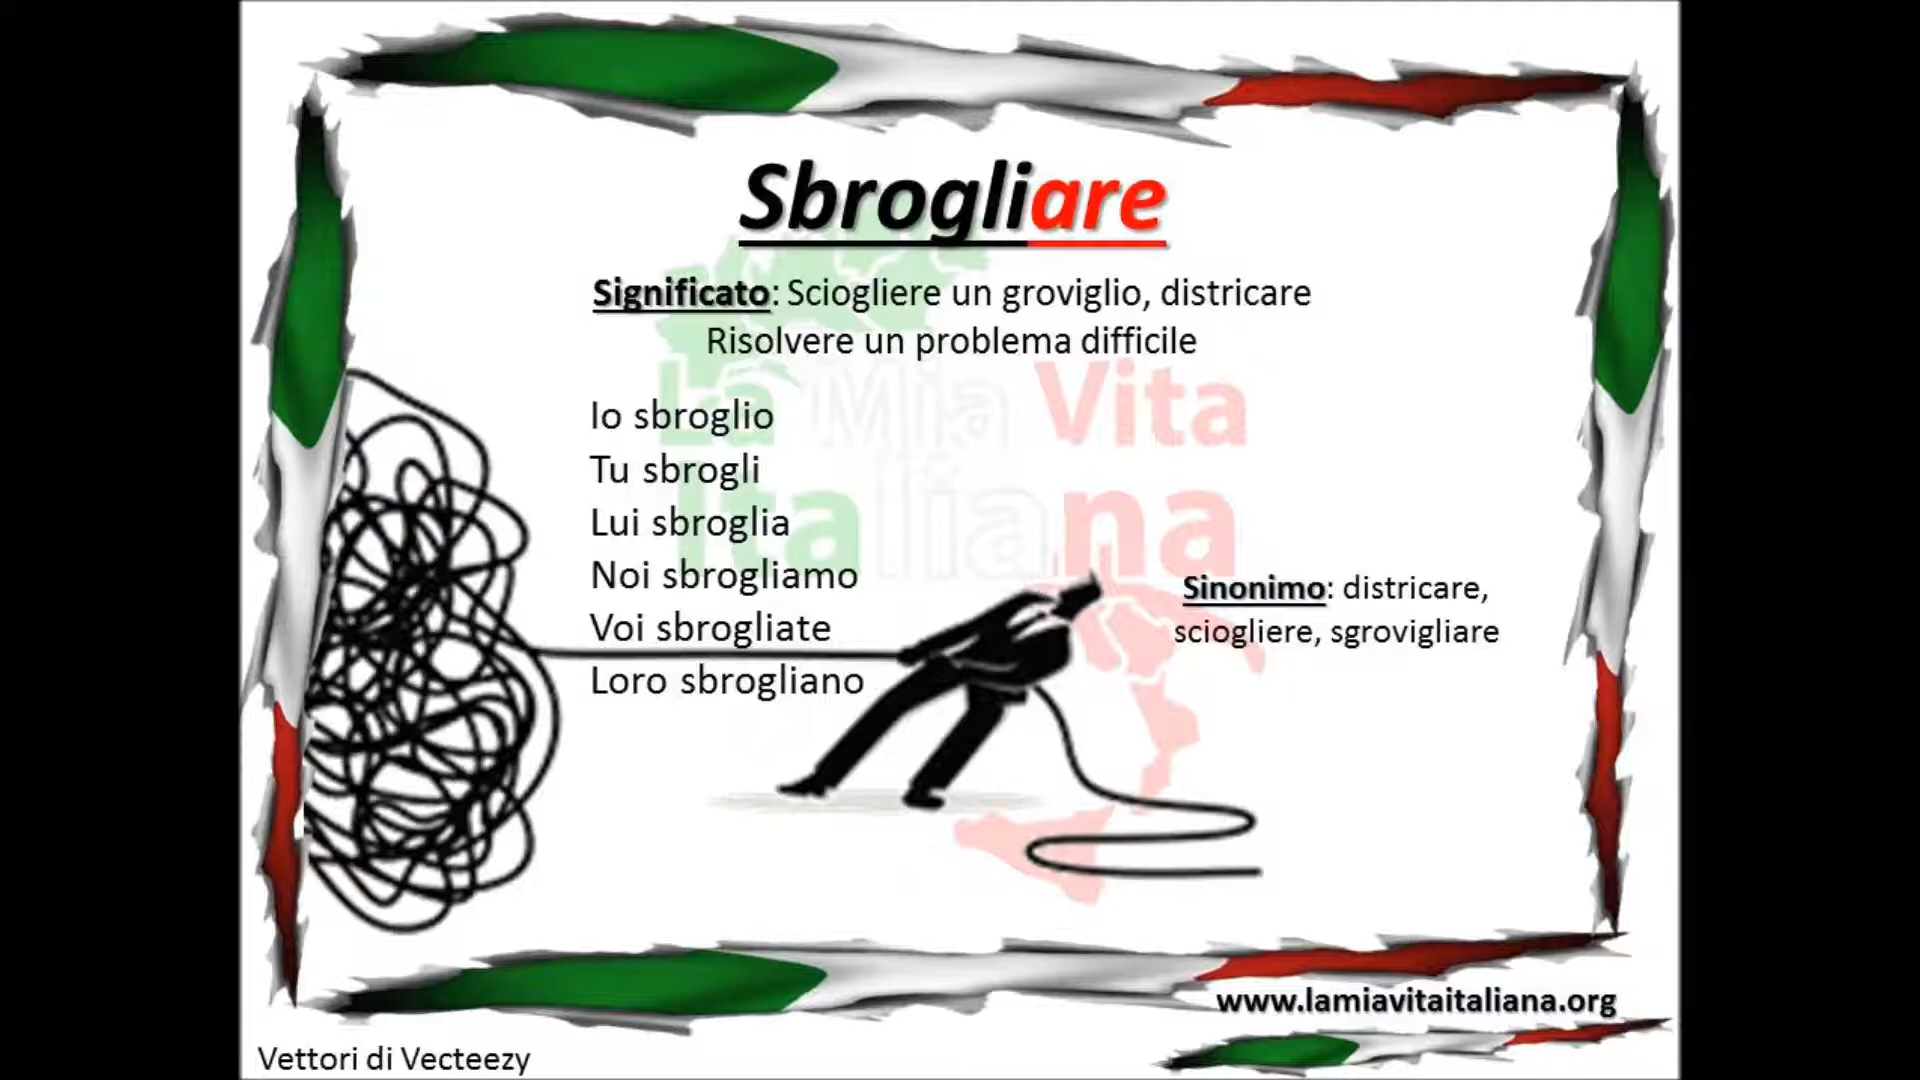 Sbrogliare
Significato: Sciogliere un groviglio, districare
Risolvere un problema difficile
La Mia Vita
Italiana
Io sbroglio
Tu sbrogli
Lui sbroglia
Noi sbrogliamo
Voi sbrogliate
Loro sbrogliano
Sinonimo: districare,
sciogliere, sgrovigliare
www.lamiavitaitaliana.org
Vettori di Vecteezy